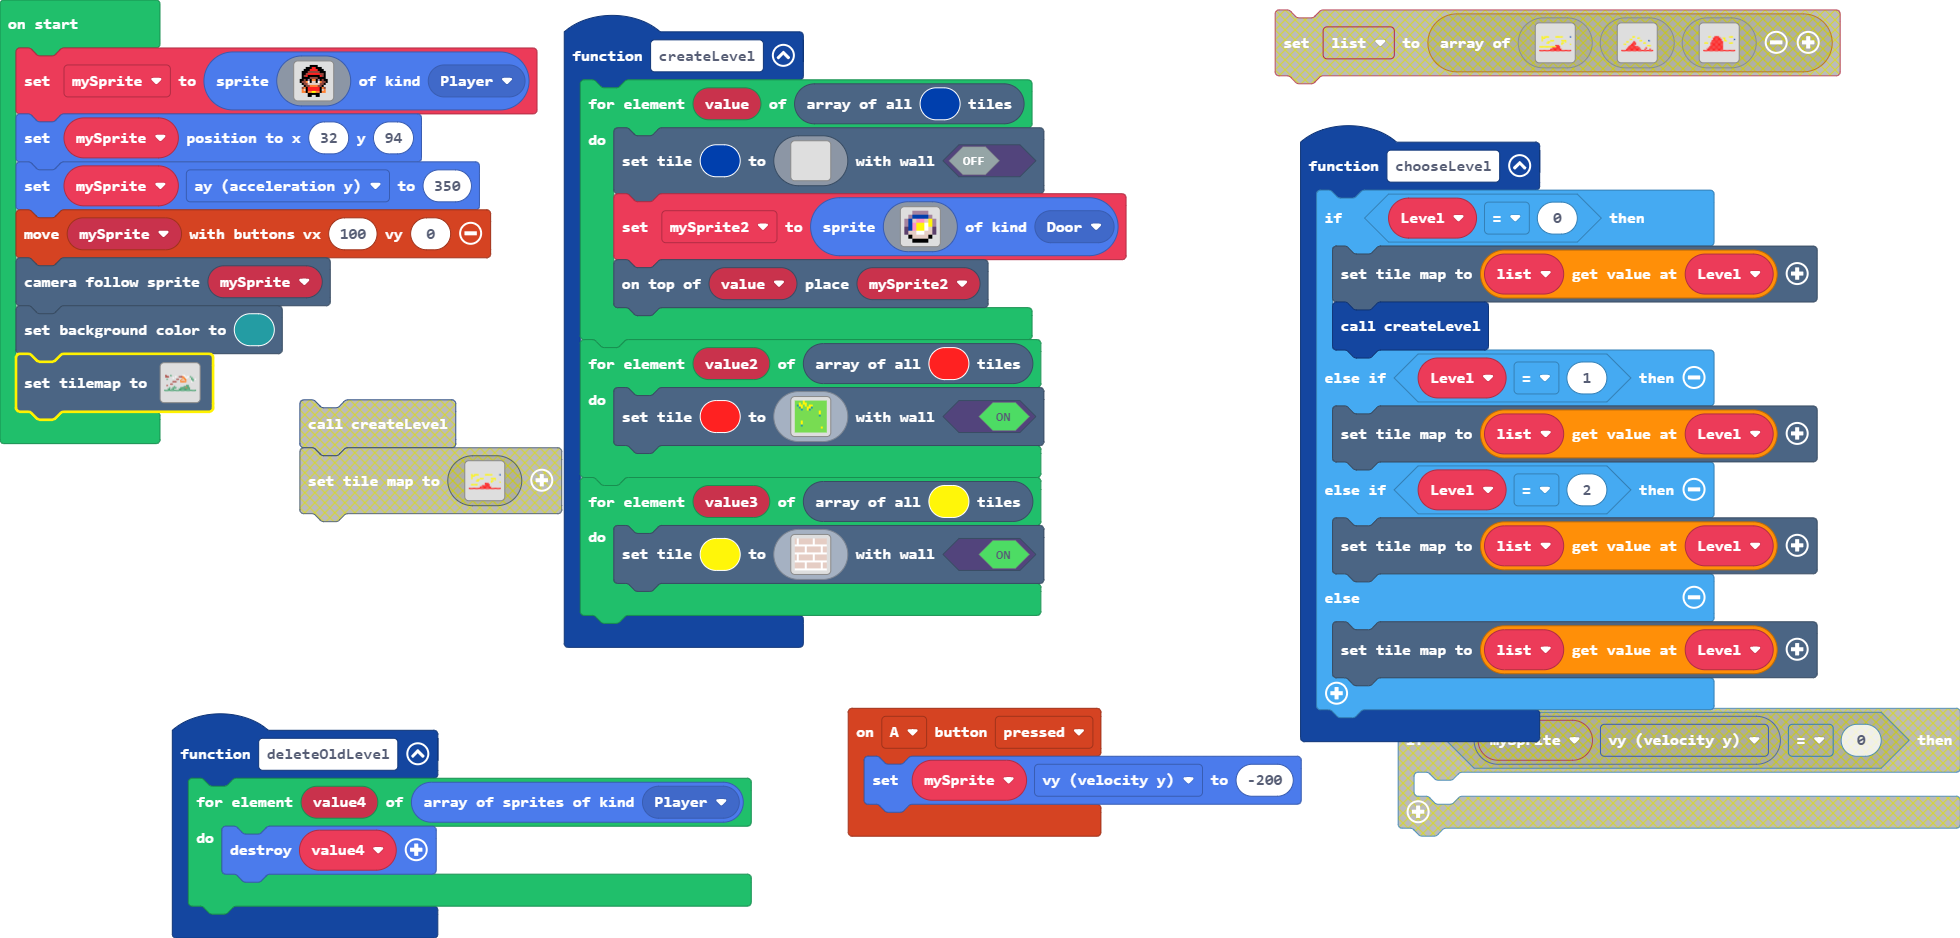 on start
set mySprite to sprite of kind Player
set mySprite position to x 32 y 94
set mySprite ay (acceleration y) to 350
move mySprite with buttons vx 100 vy 0
camera follow sprite mySprite
set background color to
set tilemap to
call createLevel
set tile map to
function createLevel
for element value of array of all tiles
do
set tile to with wall OFF
set mySprite2 to sprite of kind Door
on top of value place mySprite2
for element value2 of array of all tiles
do
set tile to with wall ON
for element value3 of array of all tiles
do
set tile to with wall ON
set list to array of
function chooseLevel
if Level = 0 then
set tile map to list get value at Level
call createLevel
else if Level = 1 then
set tile map to list get value at Level
else if Level = 2 then
set tile map to list get value at Level
else
set tile map to list get value at Level
if mySprite vy (velocity y) = 0 then
function deleteOldLevel
for element value4 of array of sprites of kind Player
do
destroy value4
on A button pressed
set mySprite vy (velocity y) to -200